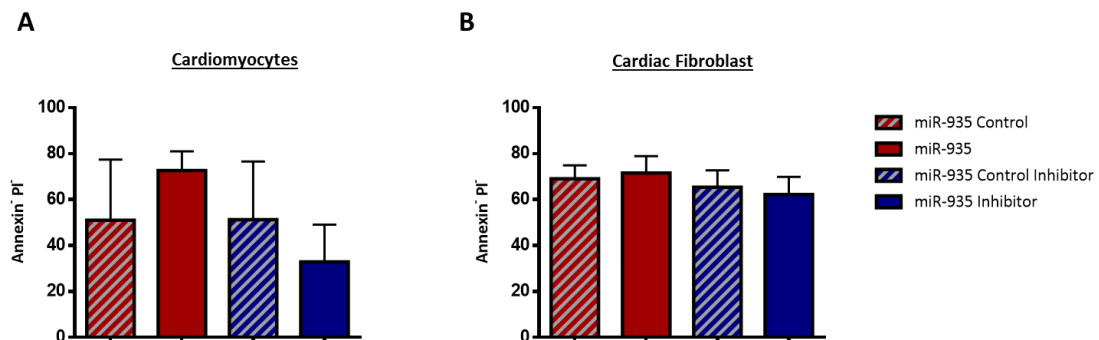 A
Cardiomyocytes
100
80
60
40
20
0
Annexin⁻ PI⁻
B
Cardiac Fibroblast
100
80
60
40
20
0
Annexin⁻ PI⁻
miR-935 Control
miR-935
miR-935 Control Inhibitor
miR-935 Inhibitor